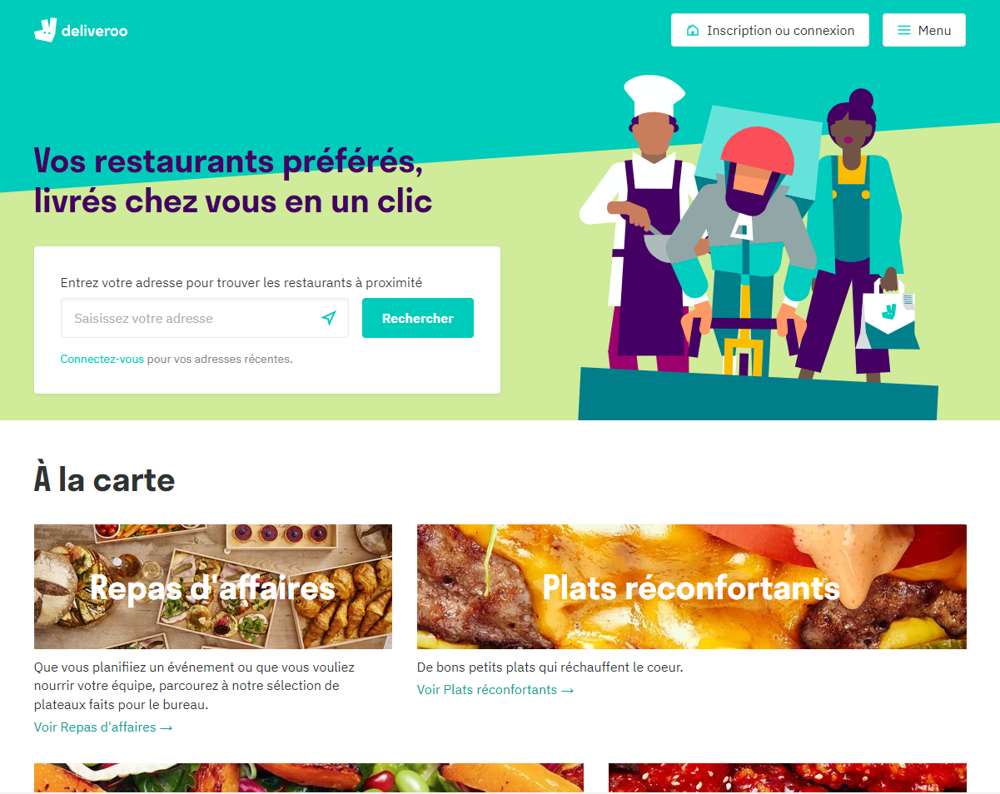 deliveroo
Inscription ou connexion
Menu
Vos restaurants préférés,
livrés chez vous en un clic
Entrez votre adresse pour trouver les restaurants à proximité
Saisissez votre adresse
Rechercher
Connectez-vous pour vos adresses récentes.
À la carte
Repas d'affaires
Que vous planifiiez un événement ou que vous vouliez
nourrir votre équipe, parcourez à notre sélection de
plateaux faits pour le bureau.
Voir Repas d'affaires →
Plats réconfortants
De bons petits plats qui réchauffent le coeur.
Voir Plats réconfortants →